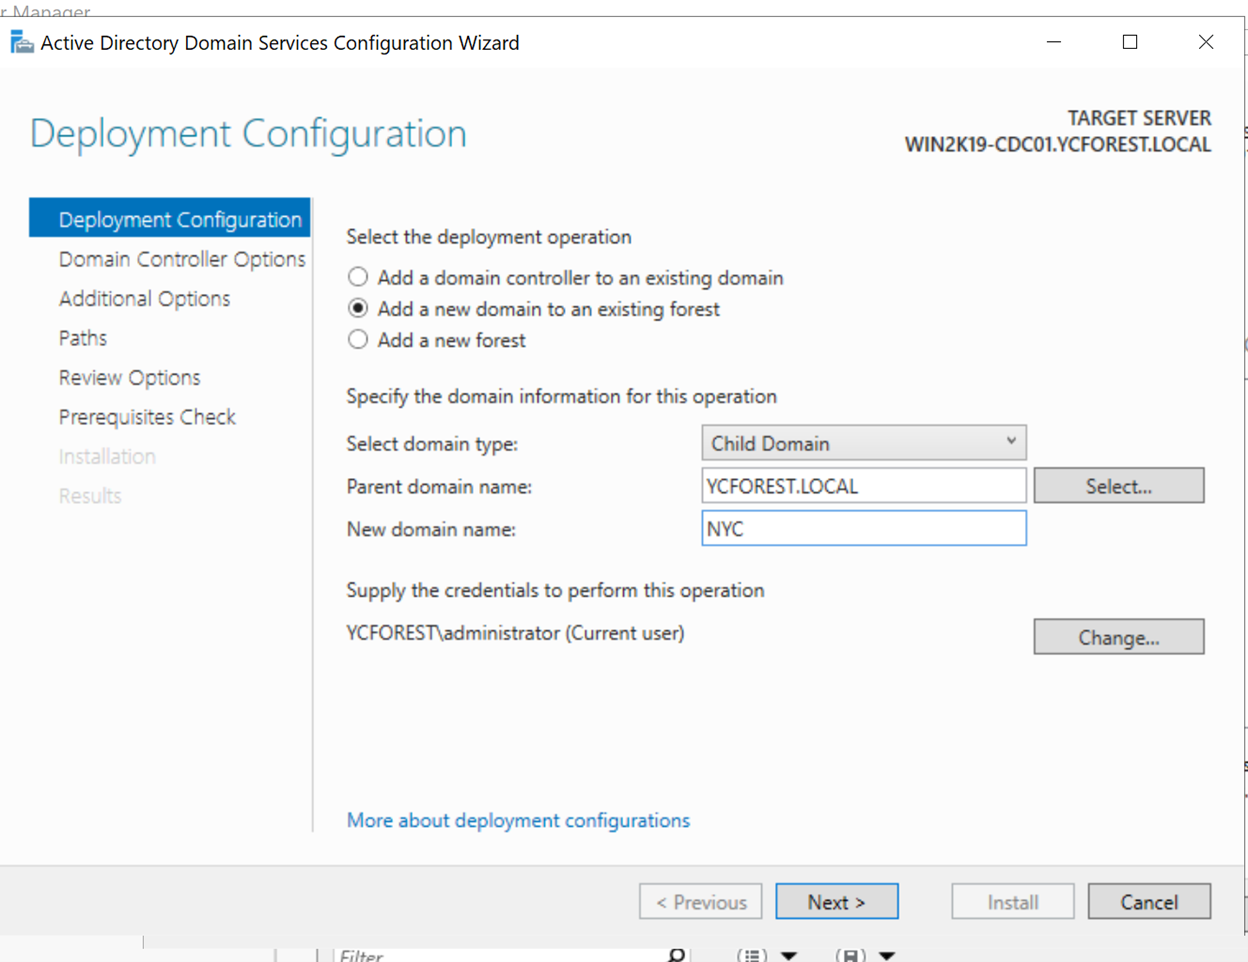 r Manager
Active Directory Domain Services Configuration Wizard
Deployment Configuration
TARGET SERVER
WIN2K19-CDC01.YCFOREST.LOCAL
Deployment Configuration
Domain Controller Options
Additional Options
Paths
Review Options
Prerequisites Check
Installation
Results
Select the deployment operation
Add a domain controller to an existing domain
Add a new domain to an existing forest
Add a new forest
Specify the domain information for this operation
Select domain type: Child Domain
Parent domain name: YCFOREST.LOCAL Select...
New domain name: NYC
Supply the credentials to perform this operation
YCFOREST\administrator (Current user) Change...
More about deployment configurations
< Previous Next > Install Cancel
Filter